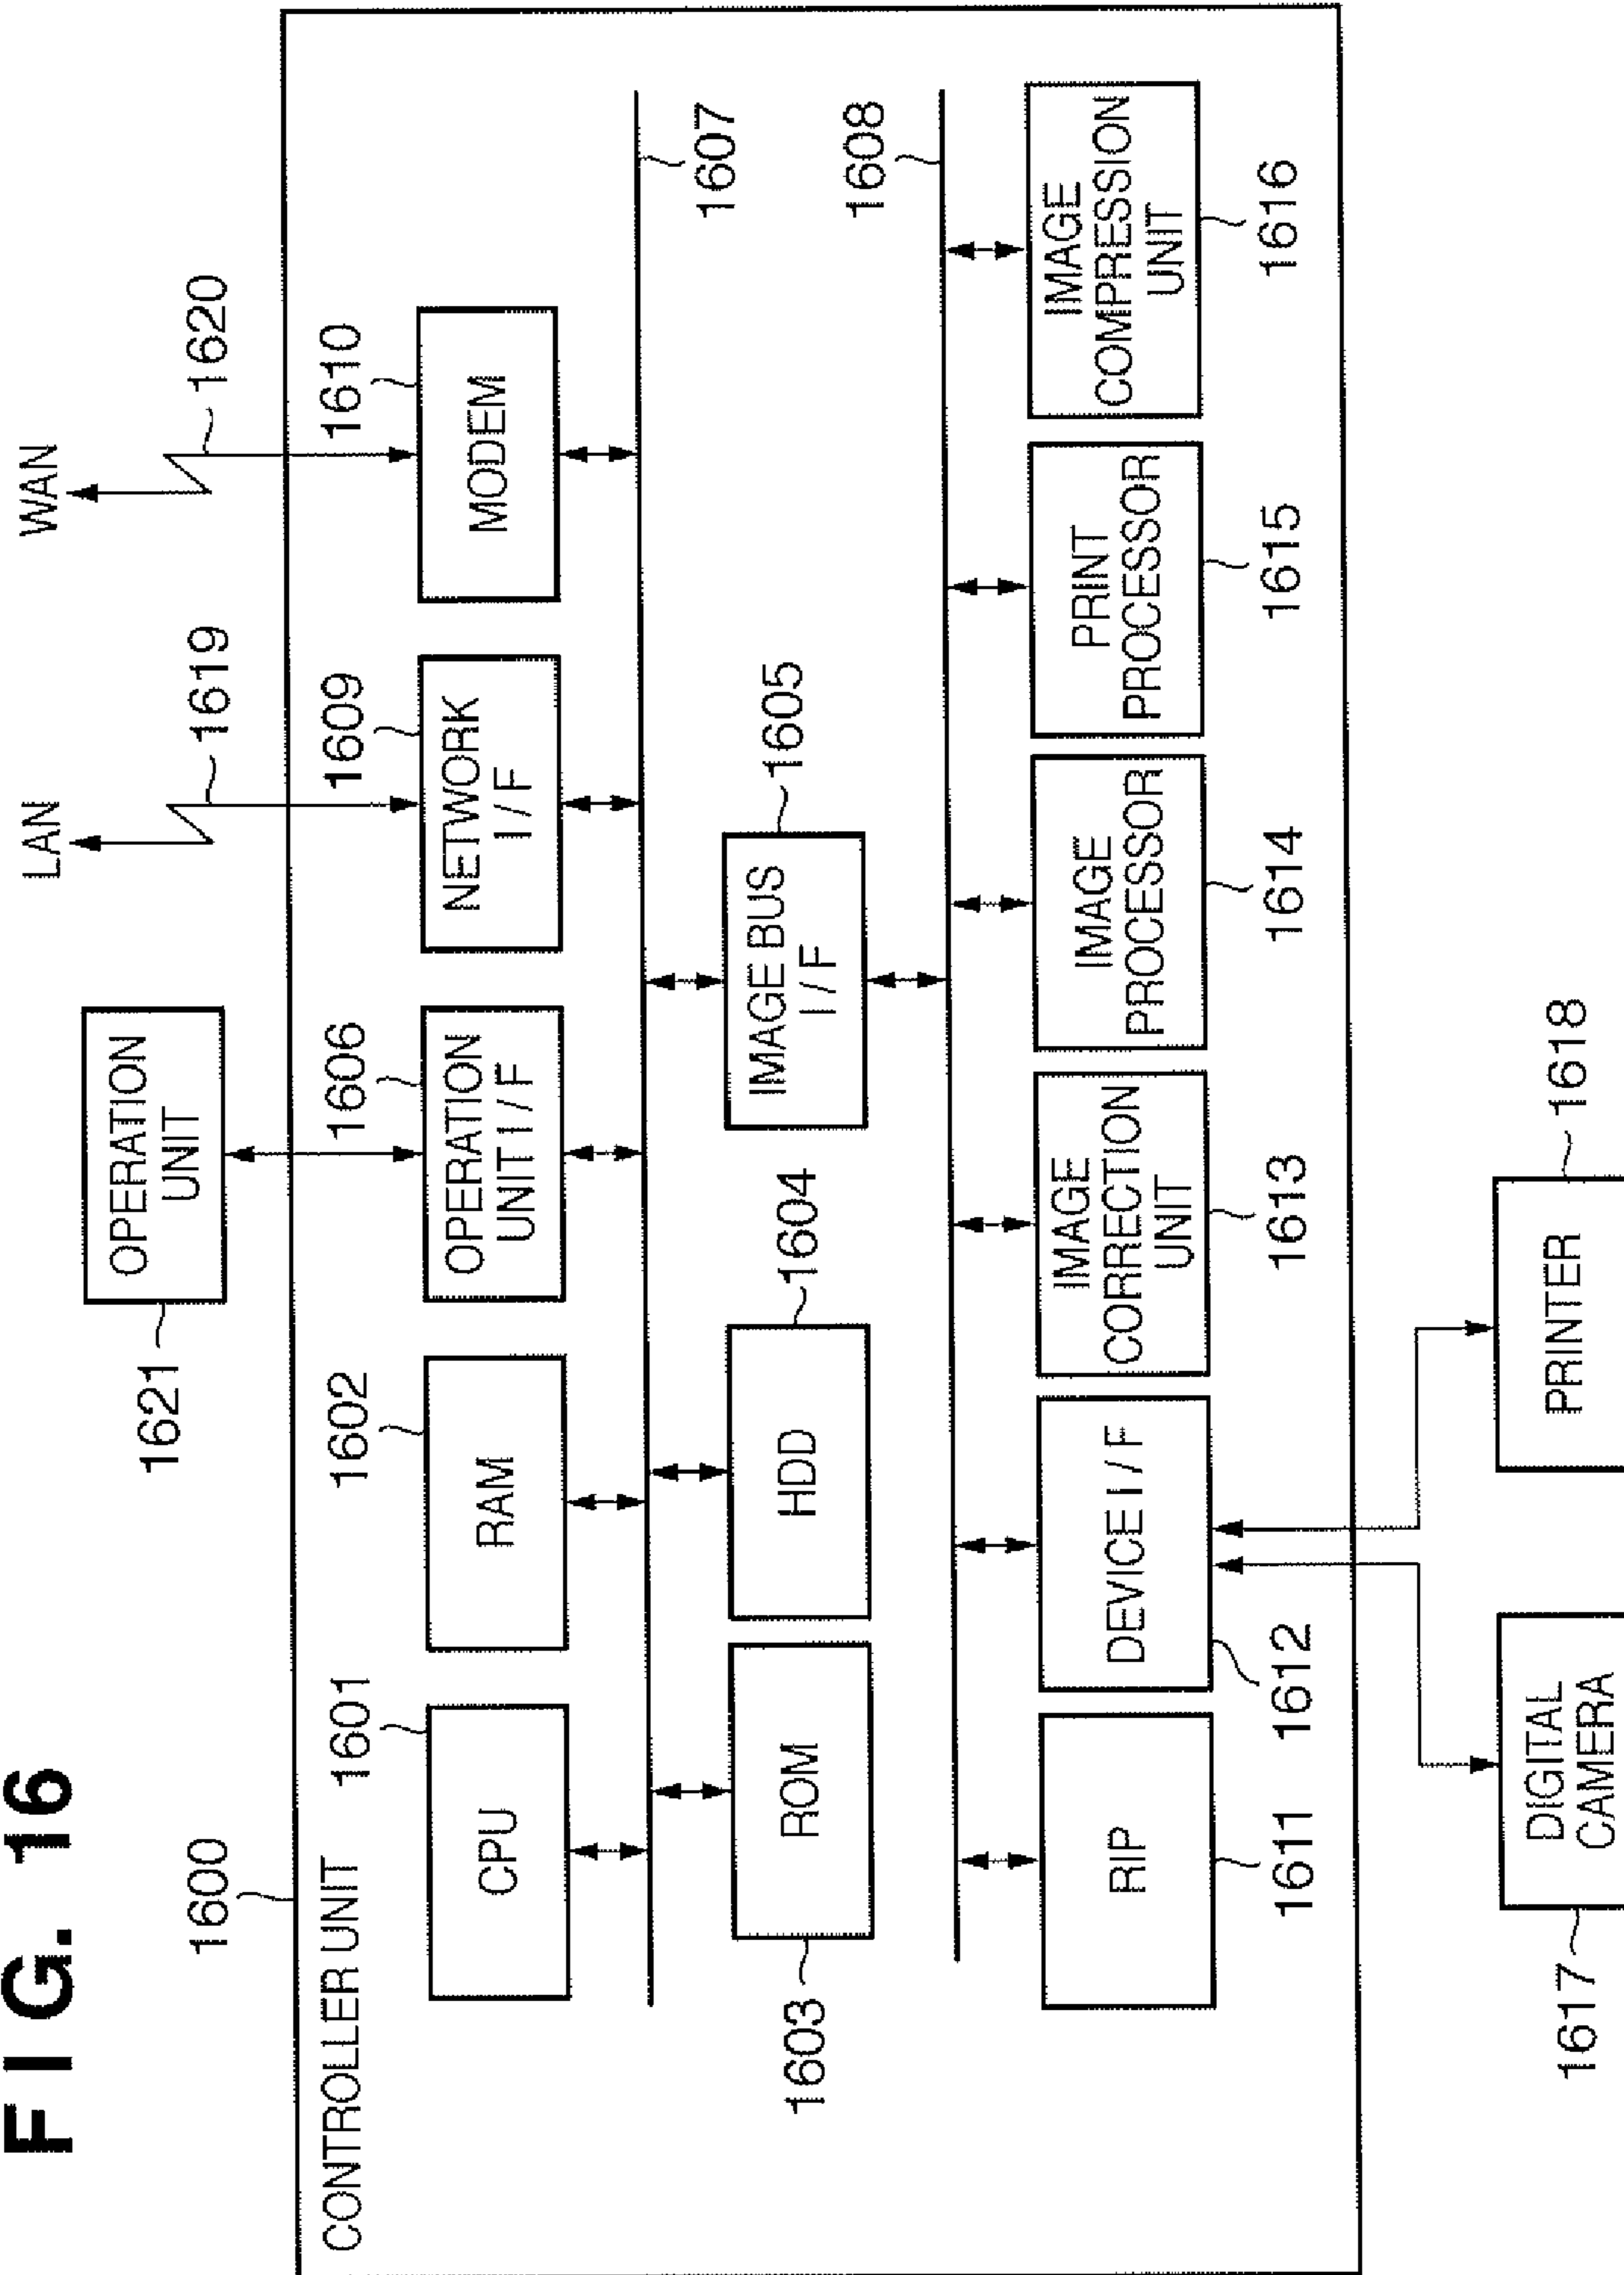 FIG. 16
1600
CONTROLLER UNIT
1621
OPERATION
UNIT
LAN
1619
WAN
1620
1601
CPU
1602
RAM
1606
OPERATION
UNIT I / F
1609
NETWORK
I / F
1610
MODEM
1607
1603
ROM
1604
HDD
1605
IMAGE BUS
I / F
1608
RIP
1611
DEVICE I / F
1612
IMAGE
CORRECTION
UNIT
1613
IMAGE
PROCESSOR
1614
PRINT
PROCESSOR
1615
IMAGE
COMPRESSION
UNIT
1616
1617
DIGITAL
CAMERA
PRINTER
1618